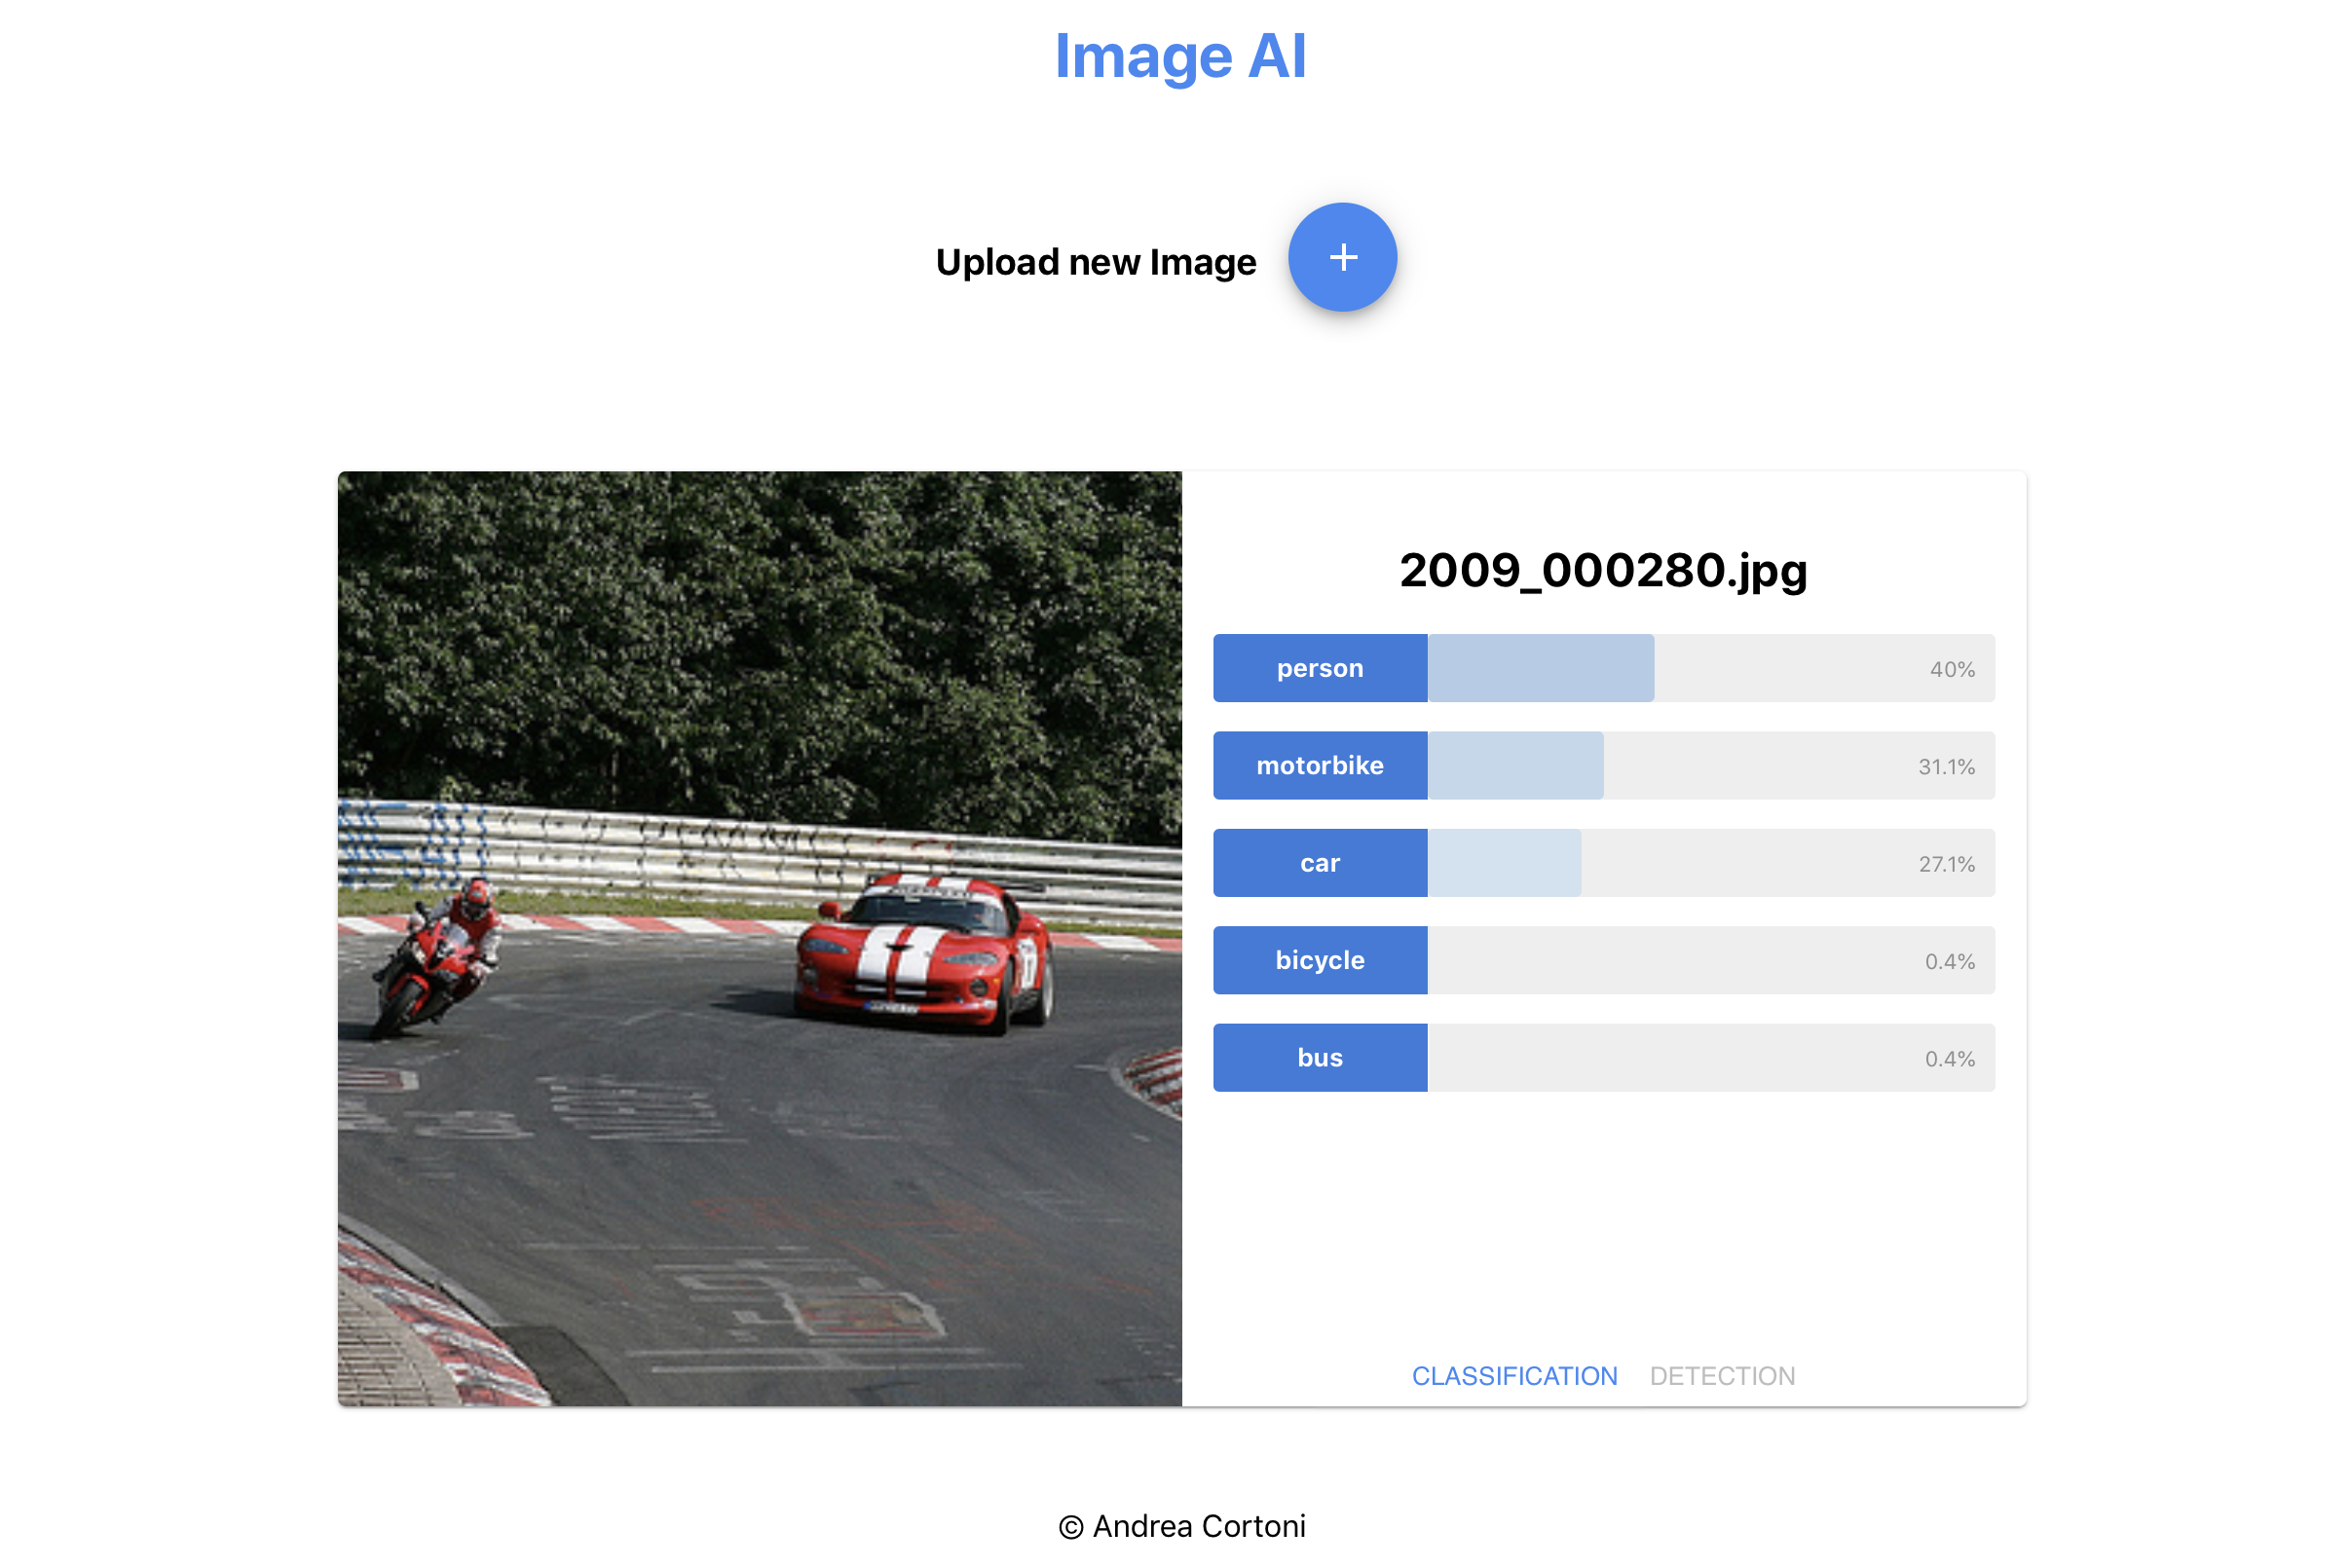 Image AI
Upload new Image
+
2009_000280.jpg
person 40%
motorbike 31.1%
car 27.1%
bicycle 0.4%
bus 0.4%
CLASSIFICATION DETECTION
© Andrea Cortoni